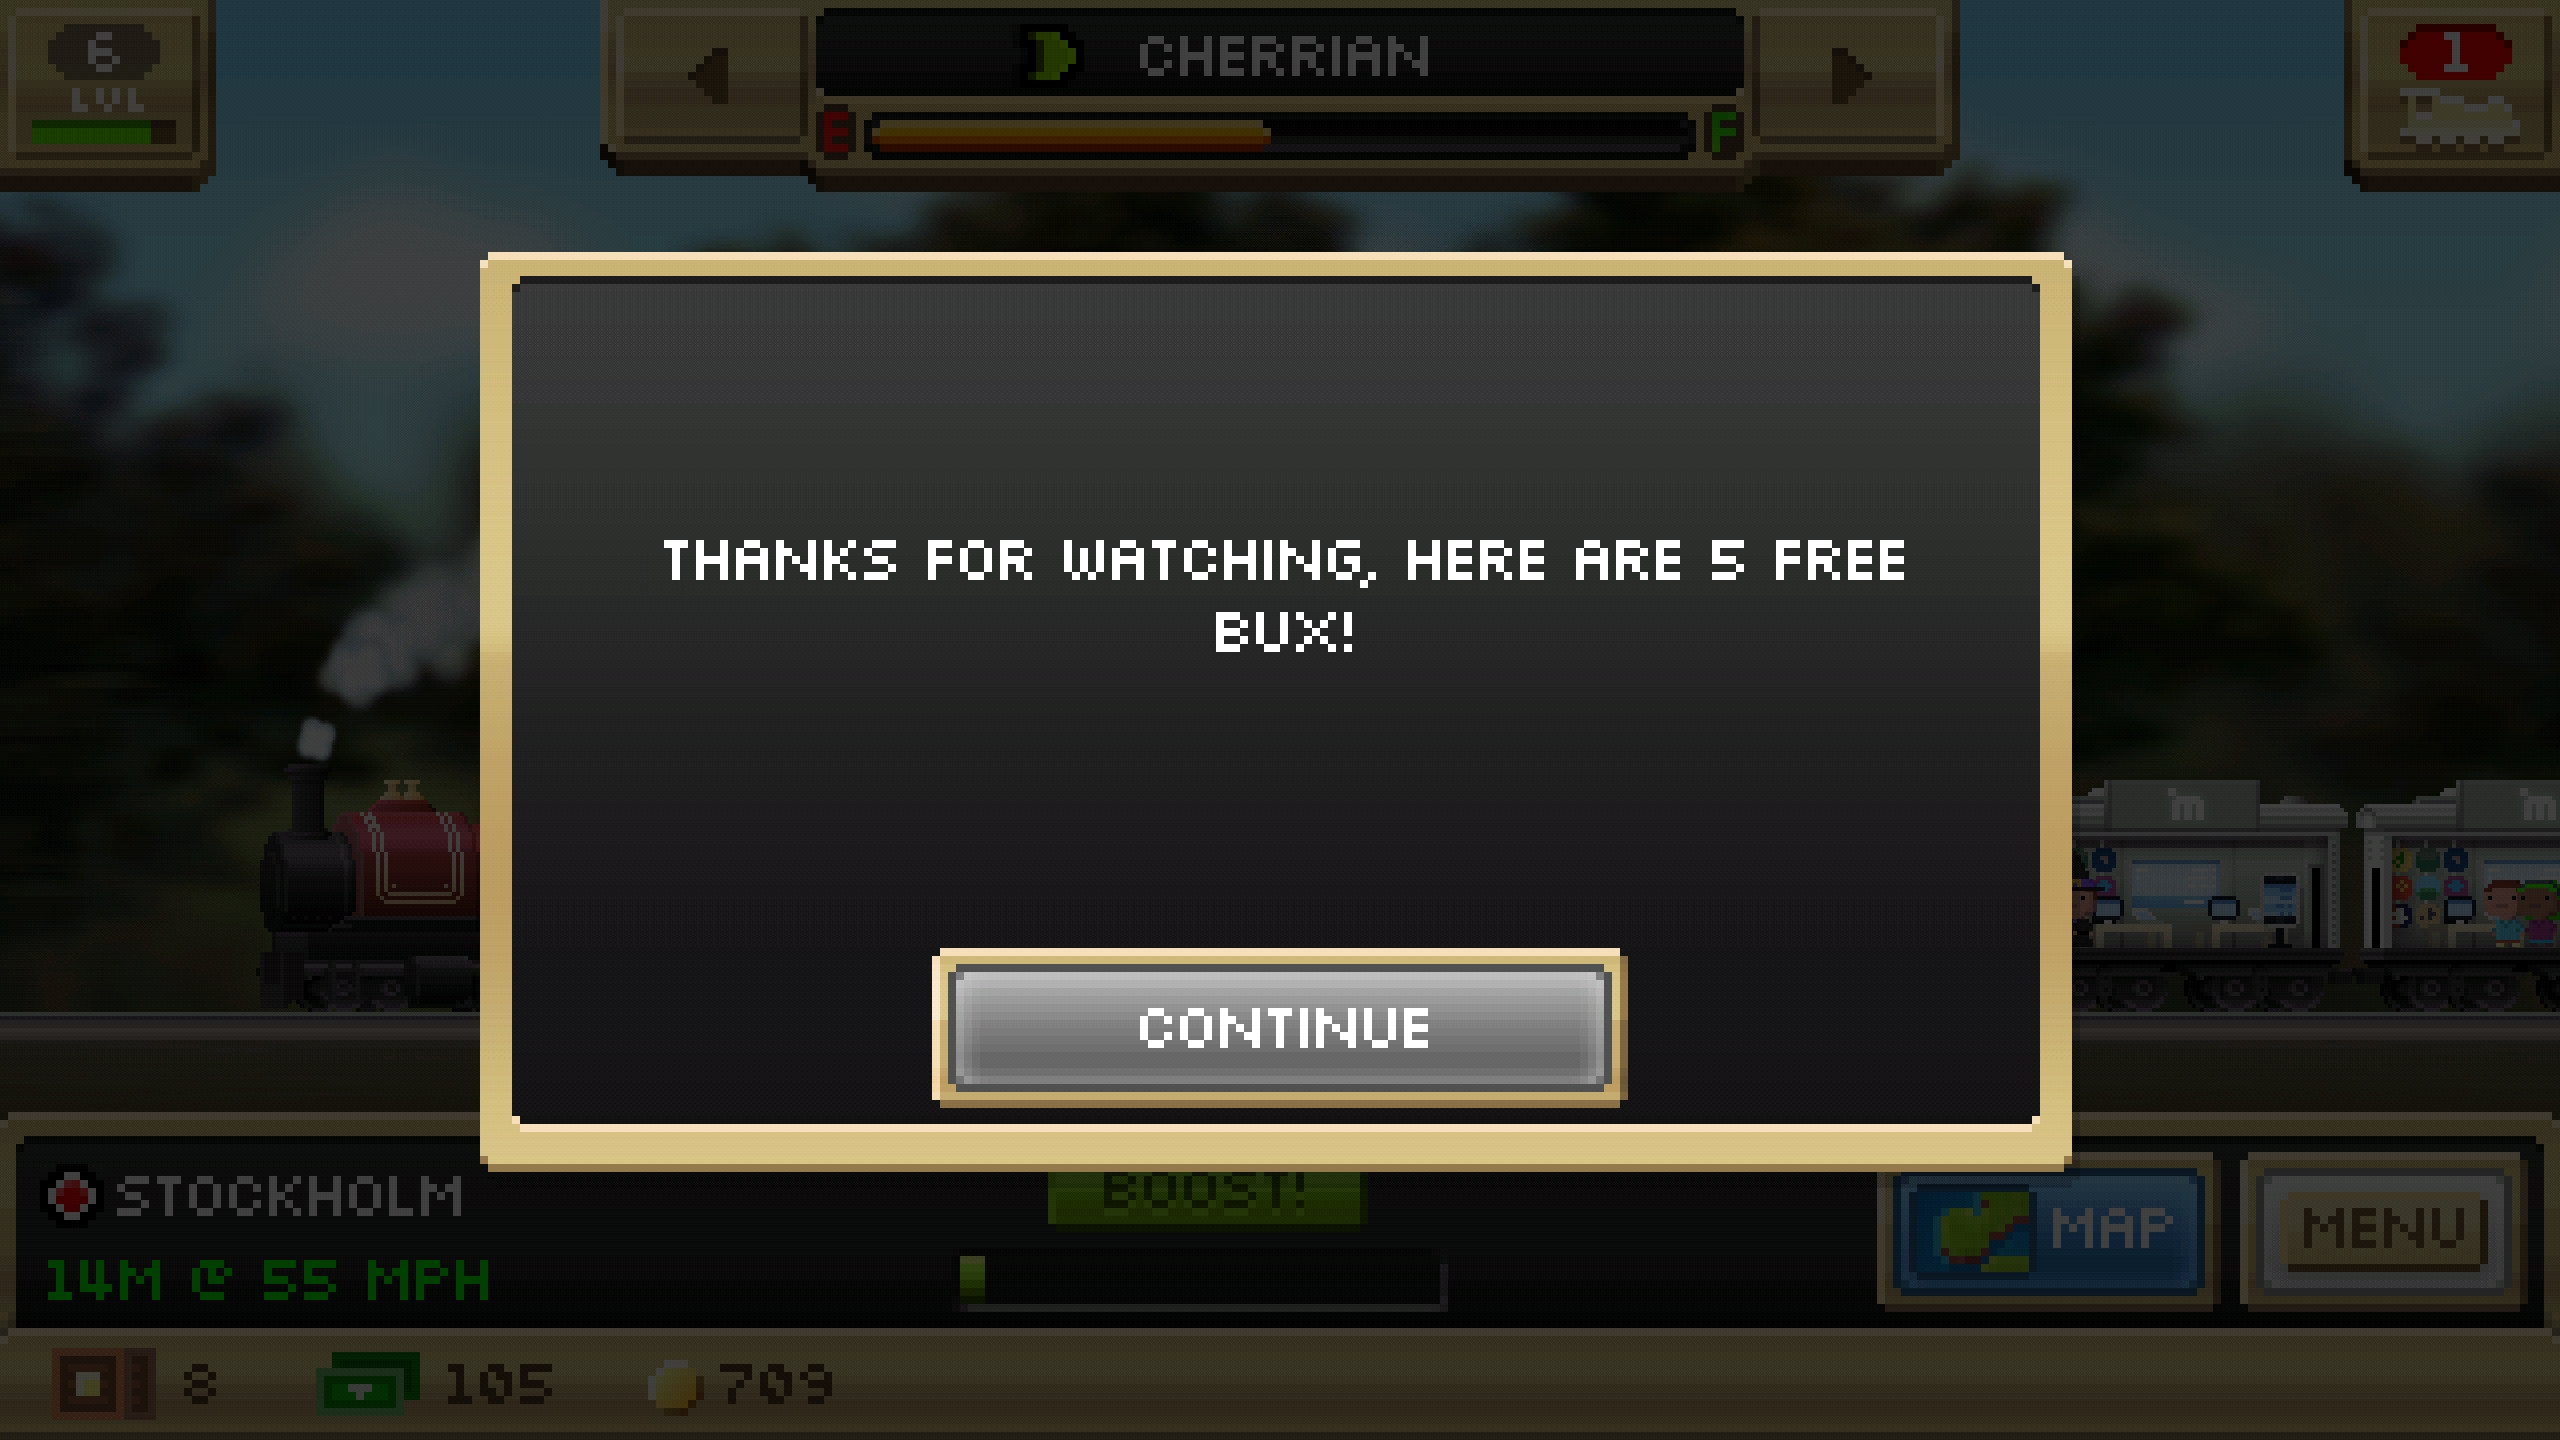 6
LVL
CHERRIAN
E
F
1
THANKS FOR WATCHING, HERE ARE 5 FREE
BUX!
CONTINUE
STOCKHOLM
14M @ 55 MPH
BOOST!
MAP
MENU
8
105
709